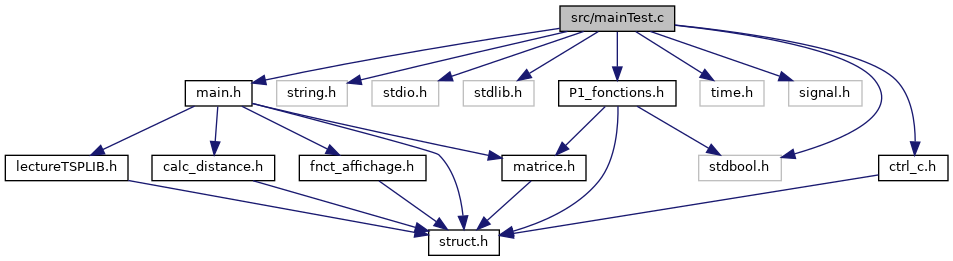 src/mainTest.c
main.h
string.h
stdio.h
stdlib.h
P1_fonctions.h
time.h
signal.h
lectureTSPLIB.h
calc_distance.h
fnct_affichage.h
matrice.h
stdbool.h
ctrl_c.h
struct.h